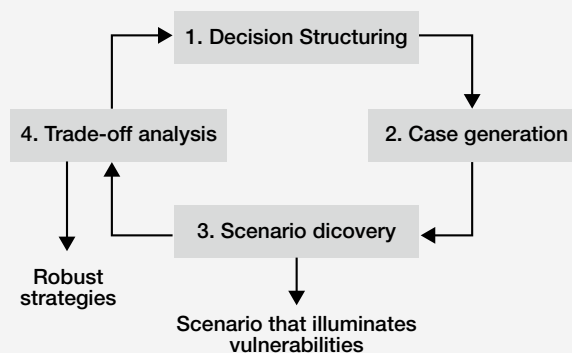 1. Decision Structuring
4. Trade-off analysis
2. Case generation
3. Scenario dicovery
Robust
strategies
Scenario that illuminates
vulnerabilities